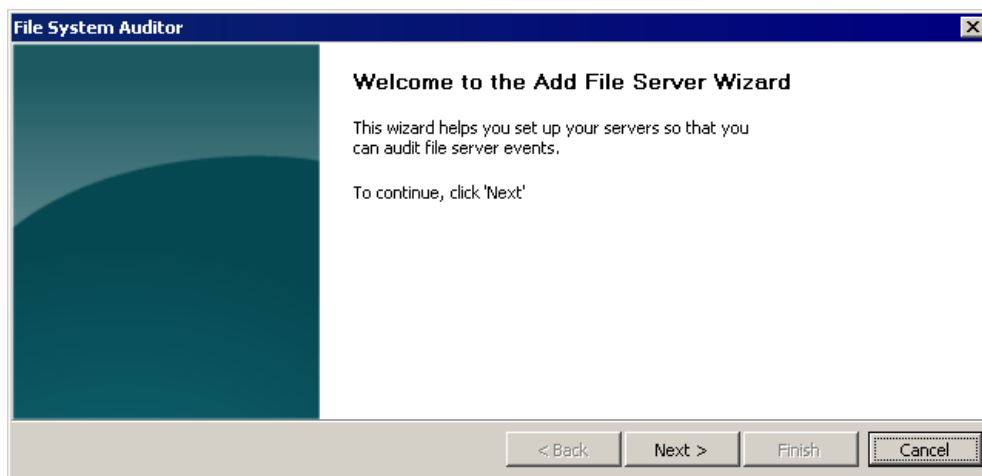 File System Auditor
Welcome to the Add File Server Wizard
This wizard helps you set up your servers so that you
can audit file server events.
To continue, click 'Next'
< Back
Next >
Finish
Cancel